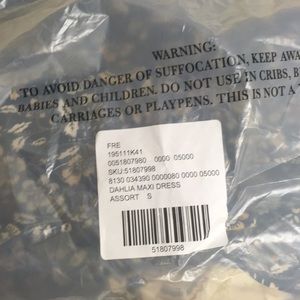 WARNING:
"TO AVOID DANGER OF SUFFOCATION, KEEP AWA
BABIES AND CHILDREN. DO NOT USE IN CRIBS, B
CARRIAGES OR PLAYPENS. THIS IS NOT A T
FRE
195111K41
0051807980 0000 05000
SKU:51807998
8130 034390 0000080 0000 05000
DAHLIA MAXI DRESS
ASSORT S
51807998